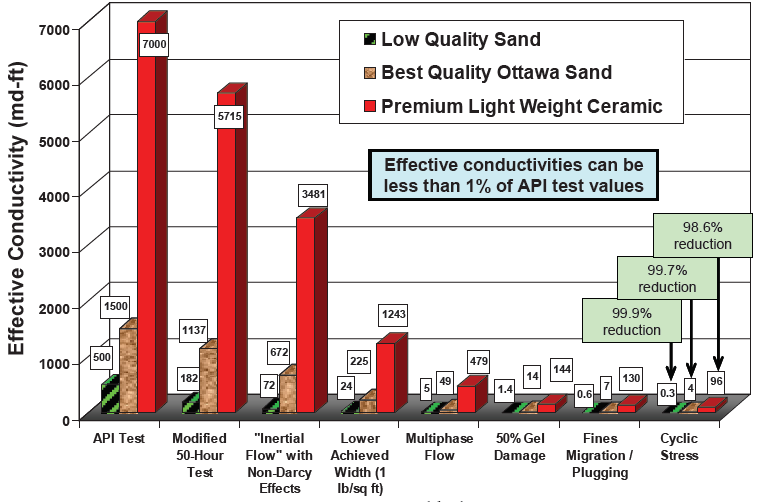 Effective Conductivity (md-ft)
7000
6000
5000
4000
3000
2000
1000
0
Low Quality Sand
Best Quality Ottawa Sand
Premium Light Weight Ceramic
Effective conductivities can be
less than 1% of API test values
98.6%
reduction
99.7%
reduction
99.9%
reduction
500
1500
7000
182
1137
5715
72
672
3481
24
225
1243
5
49
479
1.4
14
144
0.6
7
130
0.3
4
96
API Test
Modified
50-Hour
Test
"Inertial
Flow" with
Non-Darcy
Effects
Lower
Achieved
Width (1
lb/sq ft)
Multiphase
Flow
50% Gel
Damage
Fines
Migration /
Plugging
Cyclic
Stress